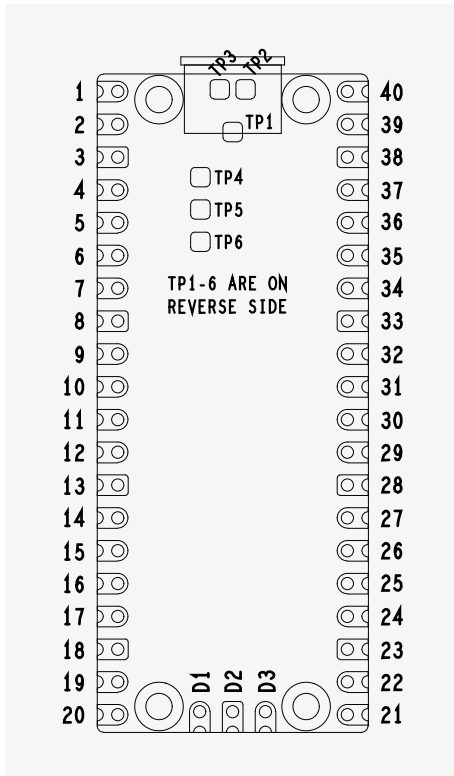 TP3 TP2
1 40
TP1
2 39
3 38
TP4
4 37
TP5
5 36
TP6
6 35
7 34
TP1-6 ARE ON
REVERSE SIDE
8 33
9 32
10 31
11 30
12 29
13 28
14 27
15 26
16 25
17 24
18 23
19 22
D1 D2 D3
20 21